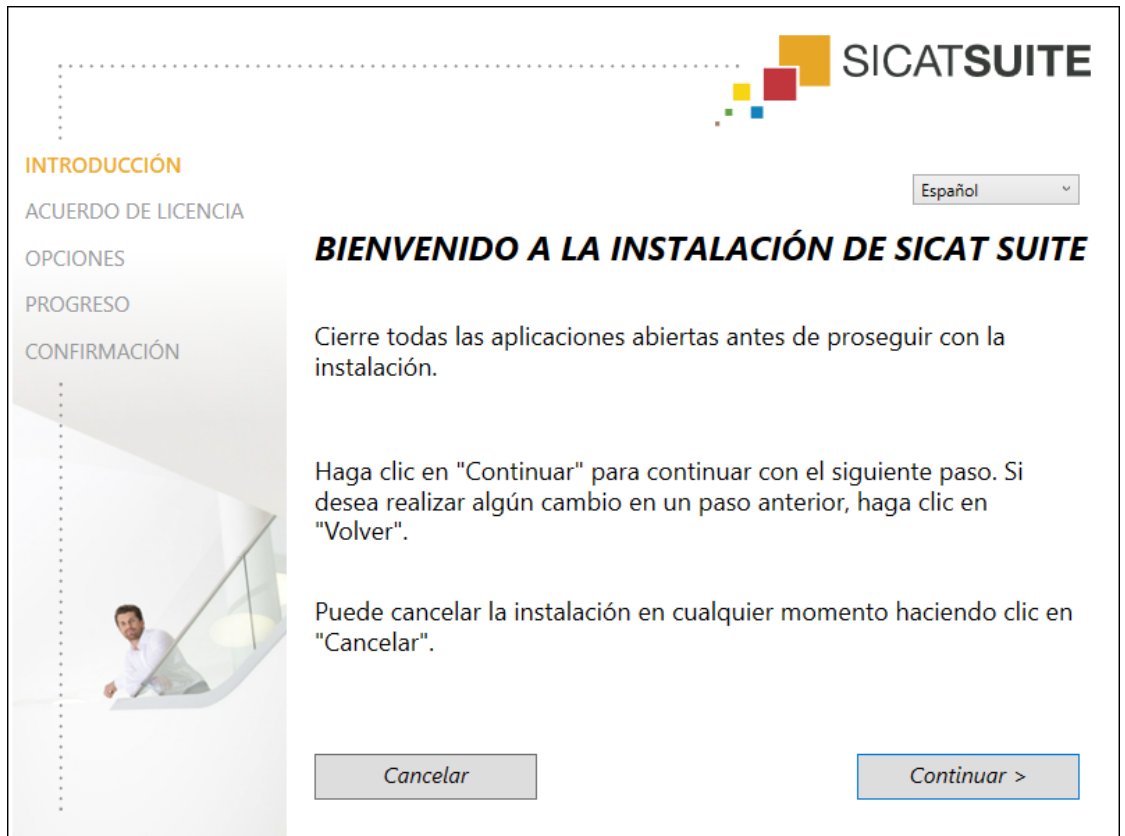 SICATSUITE
INTRODUCCIÓN
ACUERDO DE LICENCIA
OPCIONES
PROGRESO
CONFIRMACIÓN
Español
BIENVENIDO A LA INSTALACIÓN DE SICAT SUITE
Cierre todas las aplicaciones abiertas antes de proseguir con la
instalación.
Haga clic en "Continuar" para continuar con el siguiente paso. Si
desea realizar algún cambio en un paso anterior, haga clic en
"Volver".
Puede cancelar la instalación en cualquier momento haciendo clic en
"Cancelar".
Cancelar
Continuar >